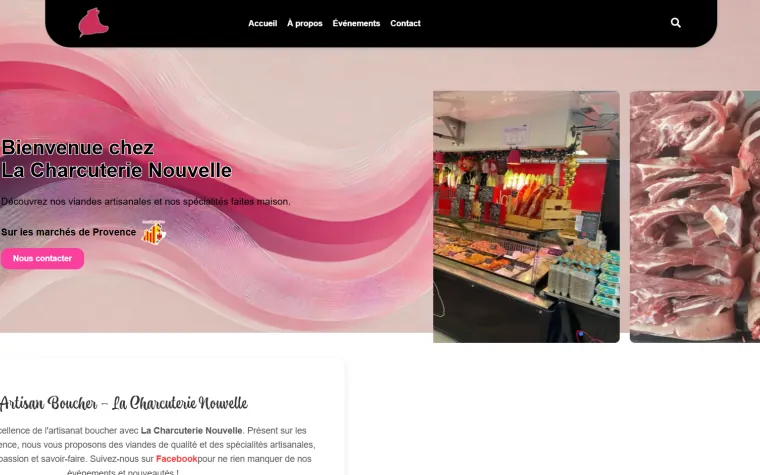 Accueil À propos Événements Contact
Bienvenue chez
La Charcuterie Nouvelle
Découvrez nos viandes artisanales et nos spécialités faites maison.
Sur les marchés de Provence
Nous contacter
Artisan Boucher – La Charcuterie Nouvelle
cellence de l'artisanat boucher avec La Charcuterie Nouvelle. Présent sur les
ence, nous vous proposons des viandes de qualité et des spécialités artisanales,
passion et savoir-faire. Suivez-nous sur Facebookpour ne rien manquer de nos
événements et nouveautés !